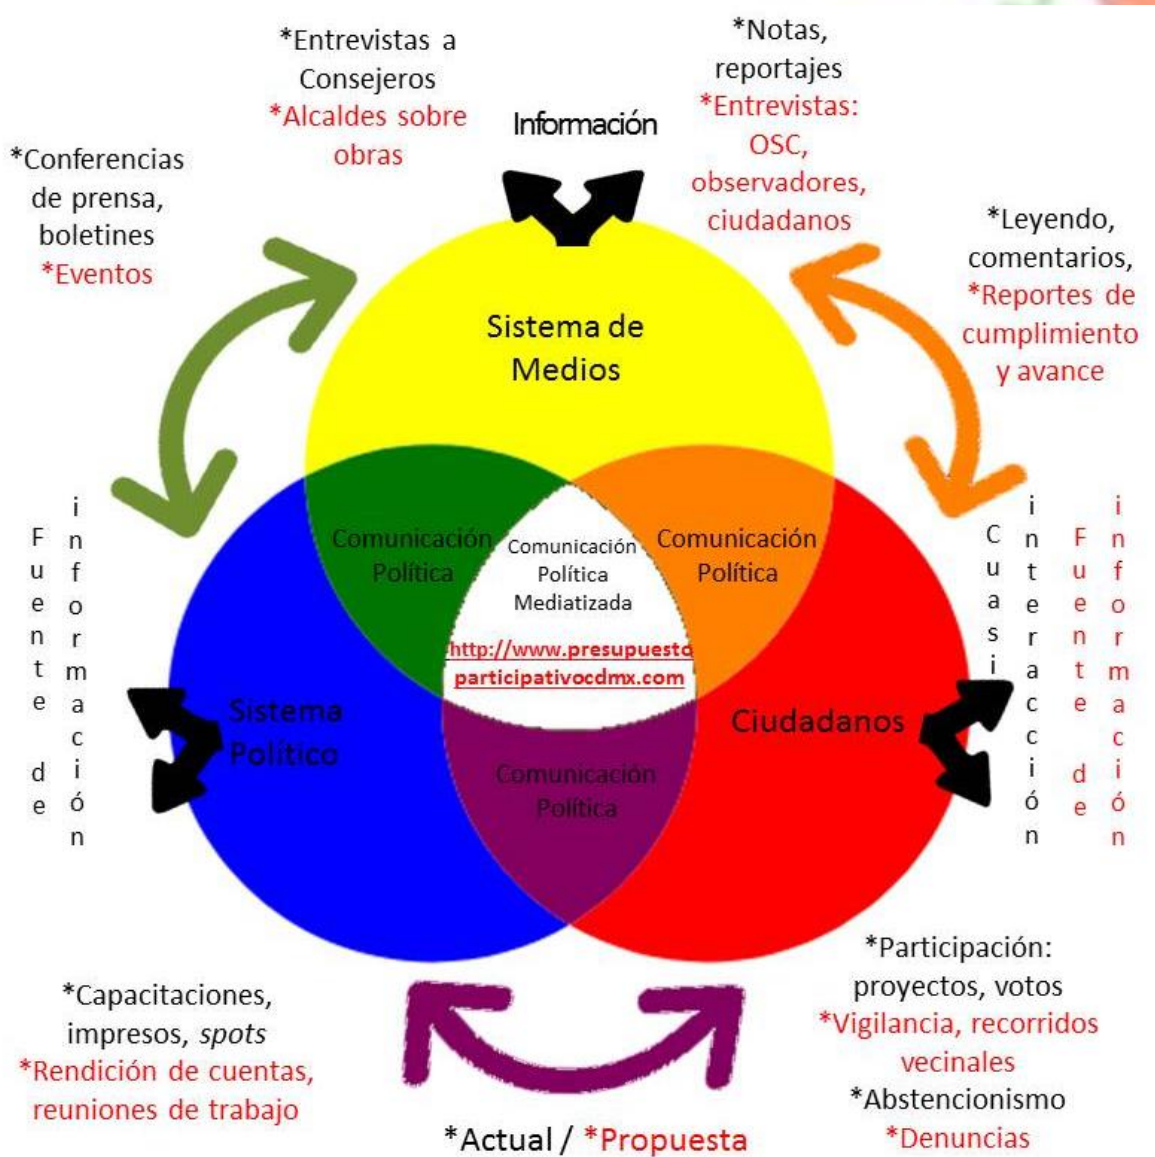 *Entrevistas a
Consejeros
*Alcaldes sobre
obras
Información
*Notas,
reportajes
*Entrevistas:
OSC,
observadores,
ciudadanos
*Conferencias
de prensa,
boletines
*Eventos
*Leyendo,
comentarios,
*Reportes de
cumplimiento
y avance
Sistema de
Medios
Fuente de
información
Comunicación
Política
Comunicación
Política
Mediatizada
http://www.presupuesto
participativocdmx.com
Comunicación
Política
Cuasi
interacción
Fuente de
información
Sistema
Político
Ciudadanos
Comunicación
Política
*Capacitaciones,
impresos, spots
*Rendición de cuentas,
reuniones de trabajo
*Participación:
proyectos, votos
*Vigilancia, recorridos
vecinales
*Abstencionismo
*Denuncias
*Actual / *Propuesta